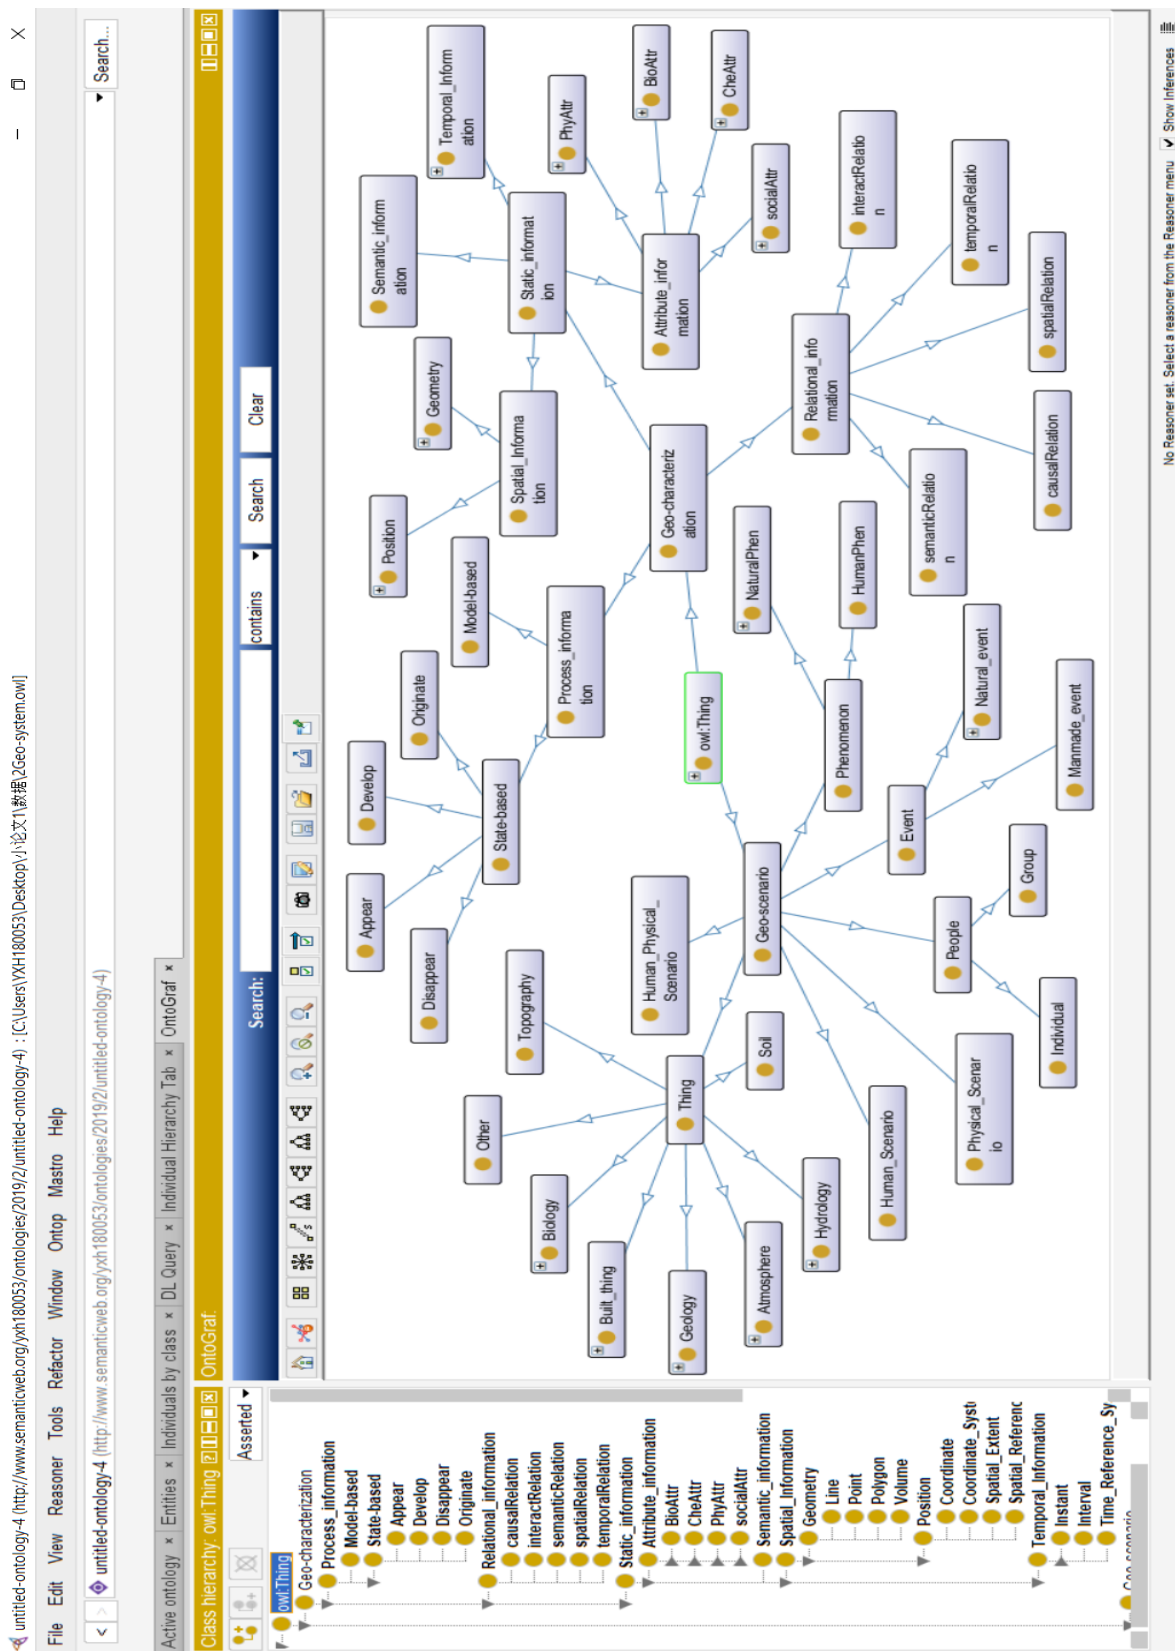 untitled-ontology-4 (http://www.semanticweb.org/yxh180053/ontologies/2019/2/untitled-ontology-4) : [C:\Users\YXH180053\Desktop\小论文1\数据\2Geo-system.owl]
File Edit View Reasoner Tools Refactor Window Ontop Mastro Help
< > untitled-ontology-4 (http://www.semanticweb.org/yxh180053/ontologies/2019/2/untitled-ontology-4) Search...
Active ontology × Entities × Individuals by class × DL Query × Individual Hierarchy Tab × OntoGraf ×
Class hierarchy: owl:Thing
Asserted
owl:Thing
Geo-characterization
Process_information
Model-based
State-based
Appear
Develop
Disappear
Originate
Relational_information
causalRelation
interactRelation
semanticRelation
spatialRelation
temporalRelation
Static_information
Attribute_information
BioAttr
CheAttr
PhyAttr
socialAttr
Semantic_information
Spatial_Information
Geometry
Line
Point
Polygon
Volume
Position
Coordinate
Coordinate_Syst
Spatial_Extent
Spatial_Referenc
Temporal_Information
Instant
Interval
Time_Reference_Sy
Geo-scenario
OntoGraf:
Search: contains Search Clear
Appear
Develop
Disappear
Originate
State-based
Model-based
Process_informa
tion
Position
Geometry
Spatial_Informa
tion
Semantic_inform
ation
Temporal_Inform
ation
Static_informat
ion
PhyAttr
BioAttr
CheAttr
socialAttr
Attribute_infor
mation
Geo-characteriz
ation
Relational_info
rmation
interactRelatio
n
temporalRelatio
n
spatialRelation
causalRelation
semanticRelatio
n
owl:Thing
NaturalPhen
HumanPhen
Phenomenon
Natural_event
Manmade_event
Event
Geo-scenario
Human_Physical_
Scenario
People
Group
Individual
Physical_Scenar
io
Human_Scenario
Thing
Topography
Soil
Other
Biology
Built_thing
Geology
Atmosphere
Hydrology
No Reasoner set. Select a reasoner from the Reasoner menu Show Inferences